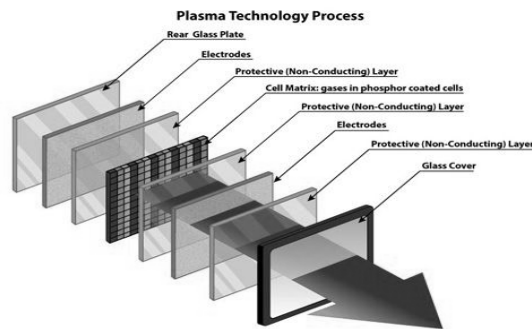 Plasma Technology Process
Rear Glass Plate
Electrodes
Protective (Non-Conducting) Layer
Cell Matrix: gases in phosphor coated cells
Protective (Non-Conducting) Layer
Electrodes
Protective (Non-Conducting) Layer
Glass Cover